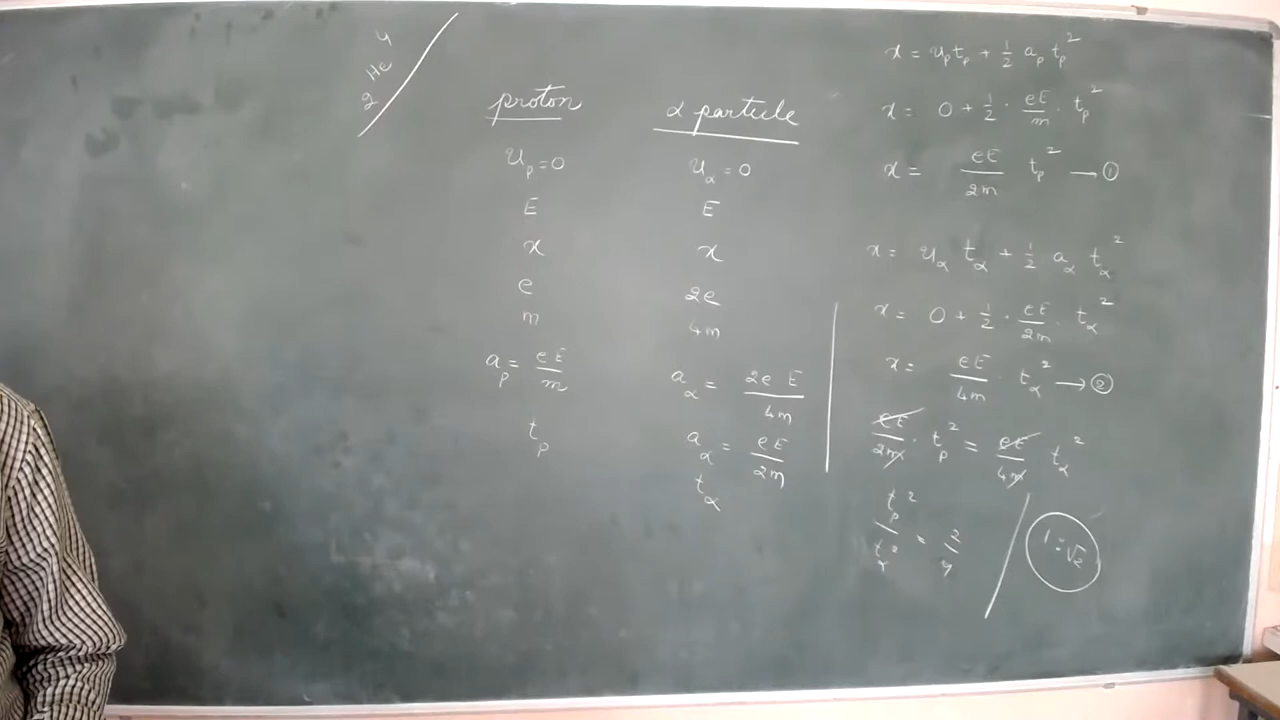 4
He
2
proton
u_p = 0
E
x
e
m
a_p = eE/m
t_p
α particle
u_α = 0
E
x
2e
4m
a_α = 2e E/4m
a_α = eE/2m
t_α
x = u_p t_p + 1/2 a_p t_p²
x = 0 + 1/2 · eE/m · t_p²
x = eE/2m t_p² → ①
x = u_α t_α + 1/2 a_α t_α²
x = 0 + 1/2 · eE/2m · t_α²
x = eE/4m t_α² → ②
eE/2m · t_p² = eE/4m t_α²
t_p²/t_α² = 2/4
1 : √2